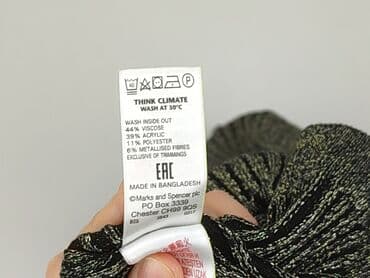 THINK CLIMATE
WASH AT 30°C
WASH INSIDE OUT
44% VISCOSE
39% ACRYLIC
11% POLYESTER
6% METALLISED FIBRES
EXCLUSIVE OF TRIMMINGS
EAC
MADE IN BANGLADESH
©Marks and Spencer plc
PO Box 3339
Chester CH99 9QS